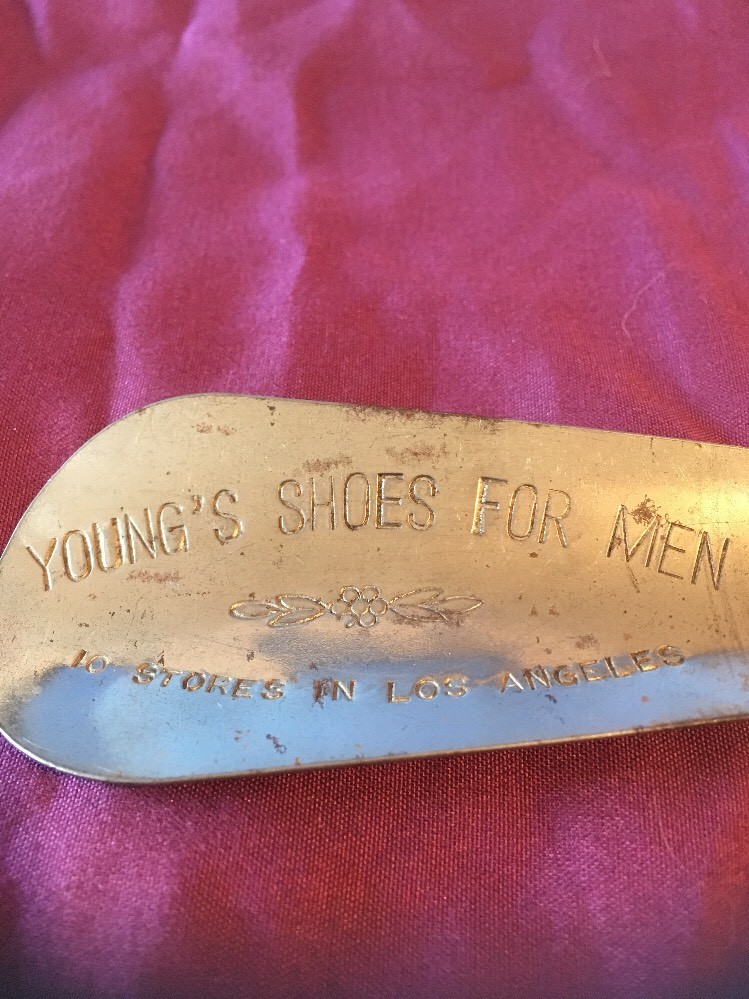 YOUNG'S SHOES FOR MEN
10 STORES IN LOS ANGELES